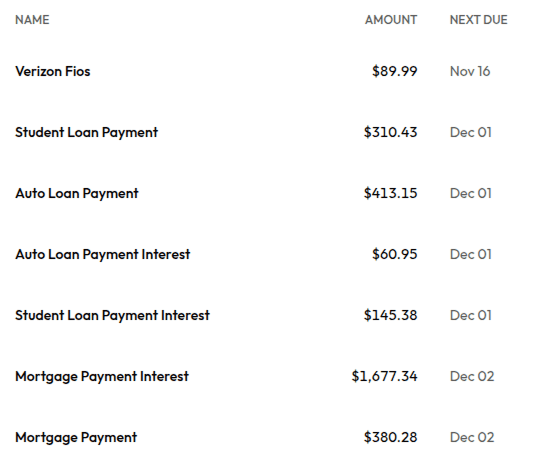 NAME AMOUNT NEXT DUE
Verizon Fios $89.99 Nov 16
Student Loan Payment $310.43 Dec 01
Auto Loan Payment $413.15 Dec 01
Auto Loan Payment Interest $60.95 Dec 01
Student Loan Payment Interest $145.38 Dec 01
Mortgage Payment Interest $1,677.34 Dec 02
Mortgage Payment $380.28 Dec 02